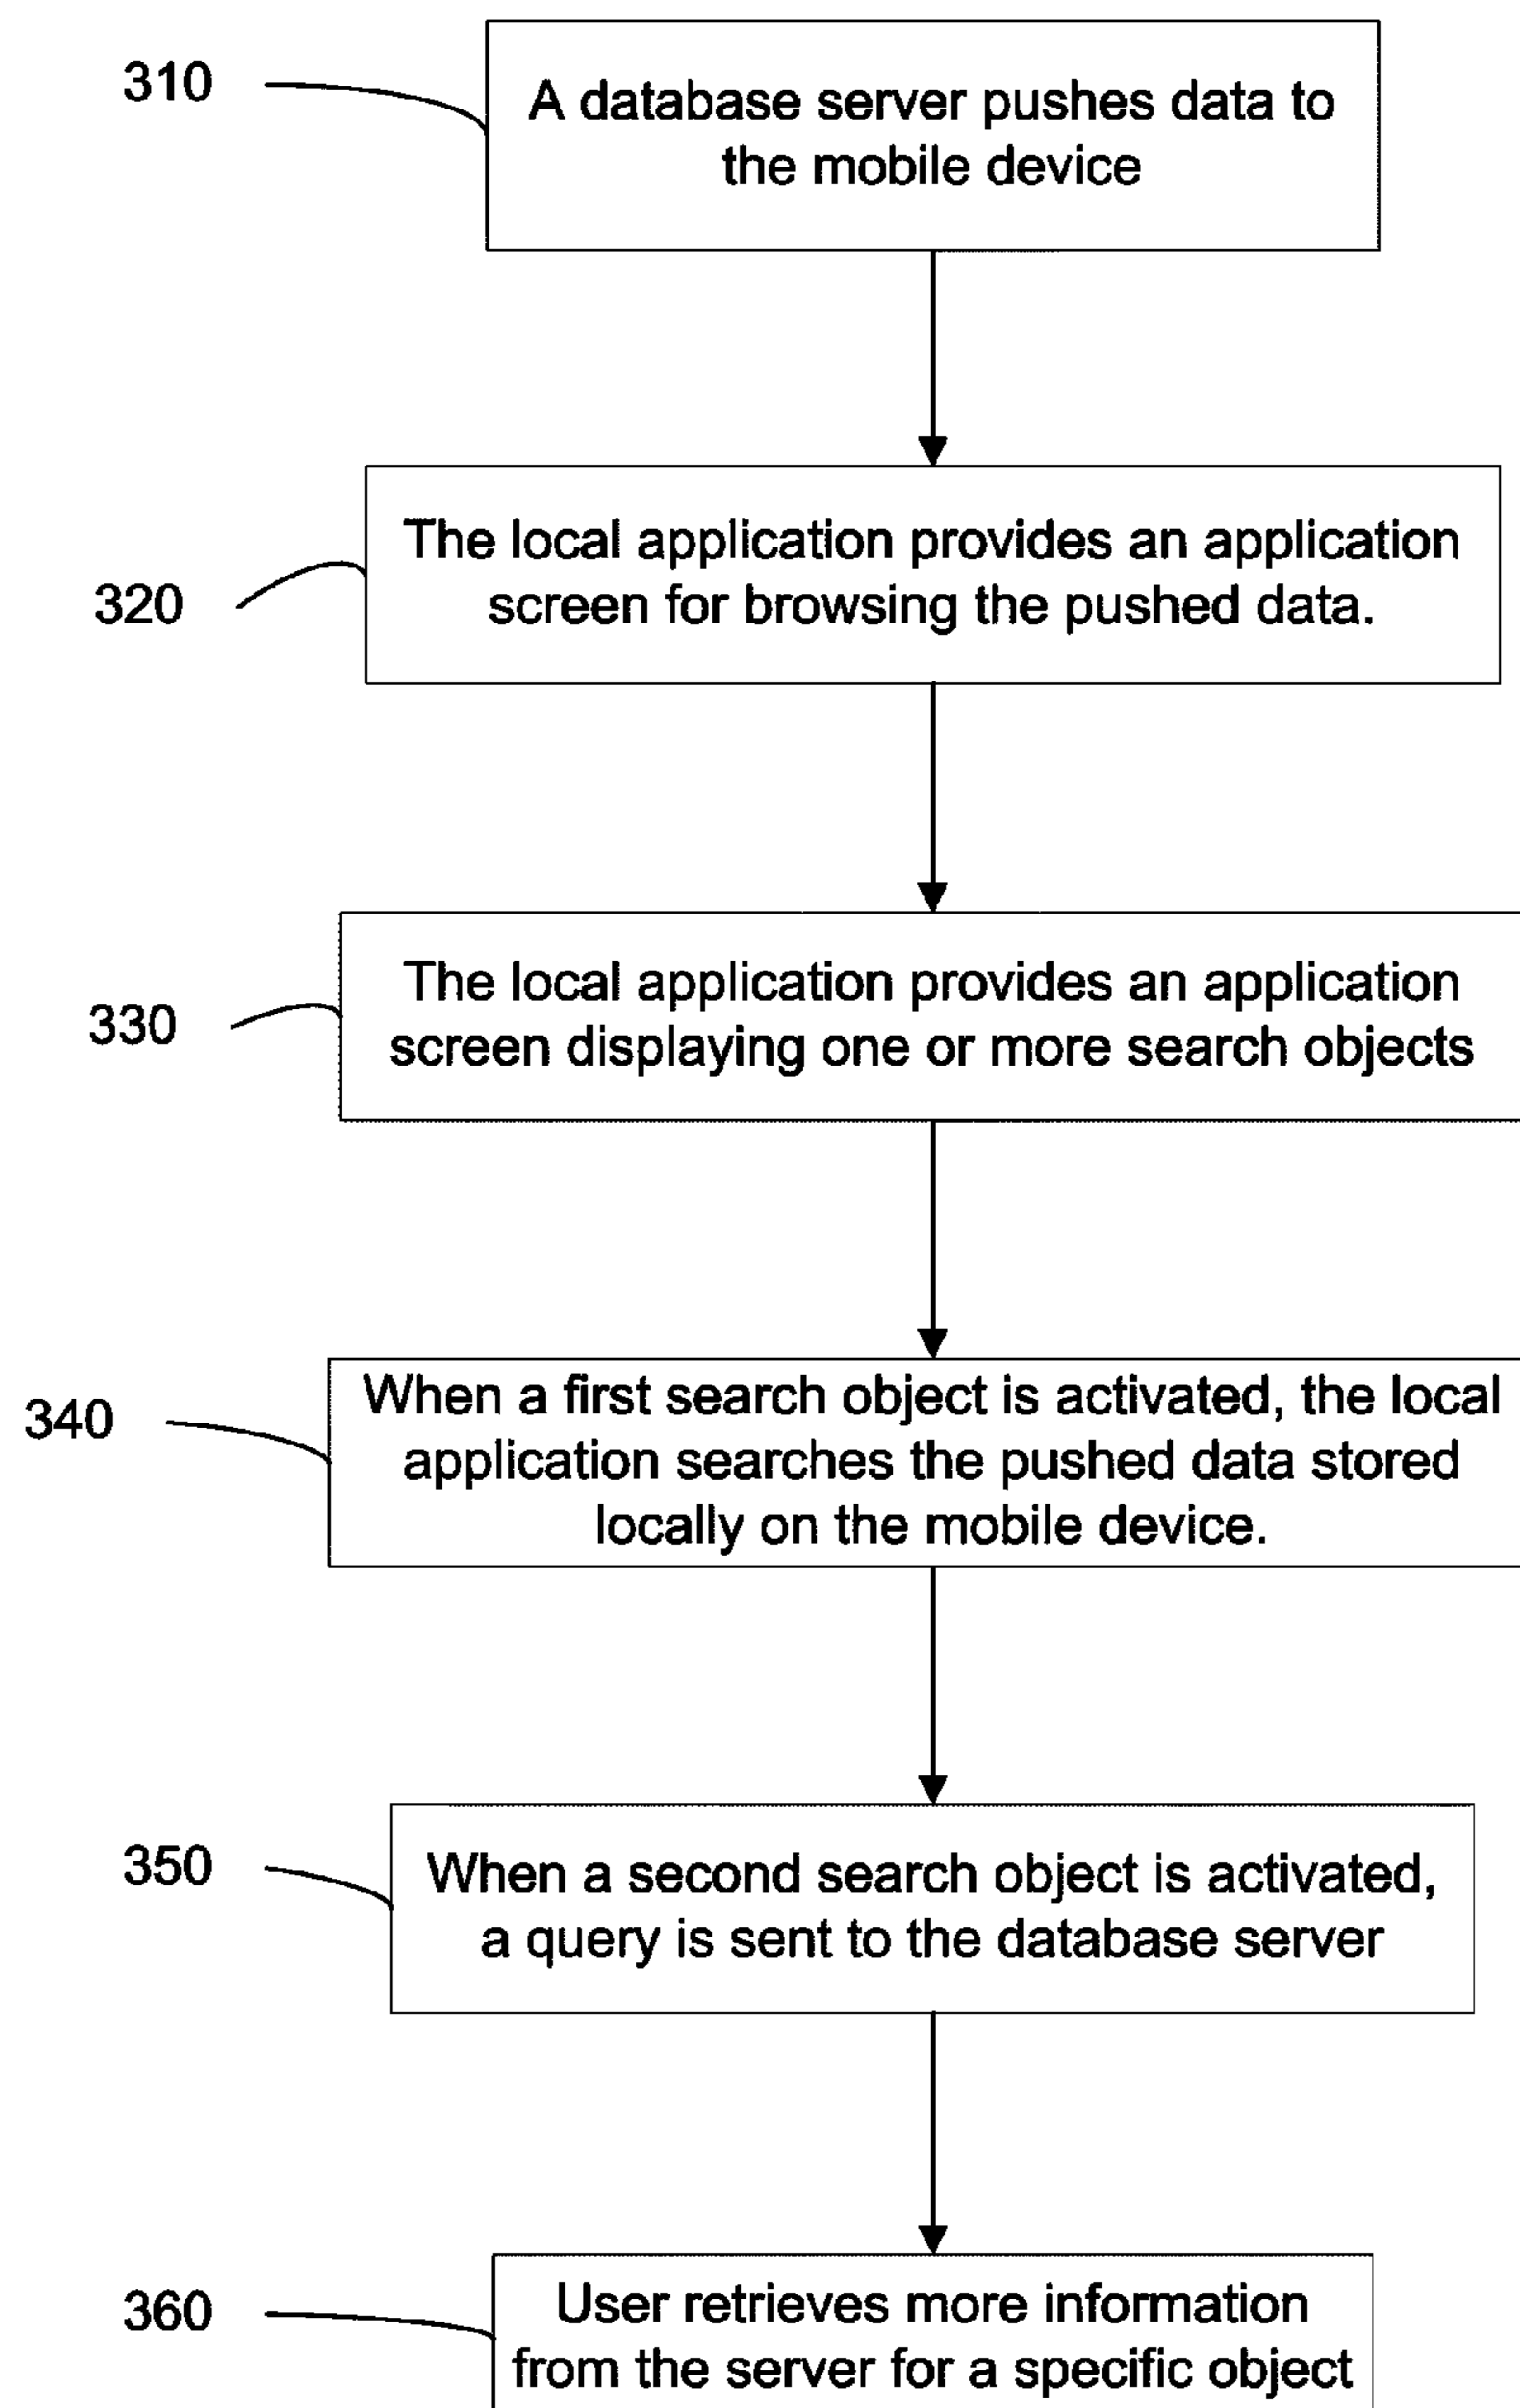 310
A database server pushes data to
the mobile device
320
The local application provides an application
screen for browsing the pushed data.
330
The local application provides an application
screen displaying one or more search objects
340
When a first search object is activated, the local
application searches the pushed data stored
locally on the mobile device.
350
When a second search object is activated,
a query is sent to the database server
360
User retrieves more information
from the server for a specific object